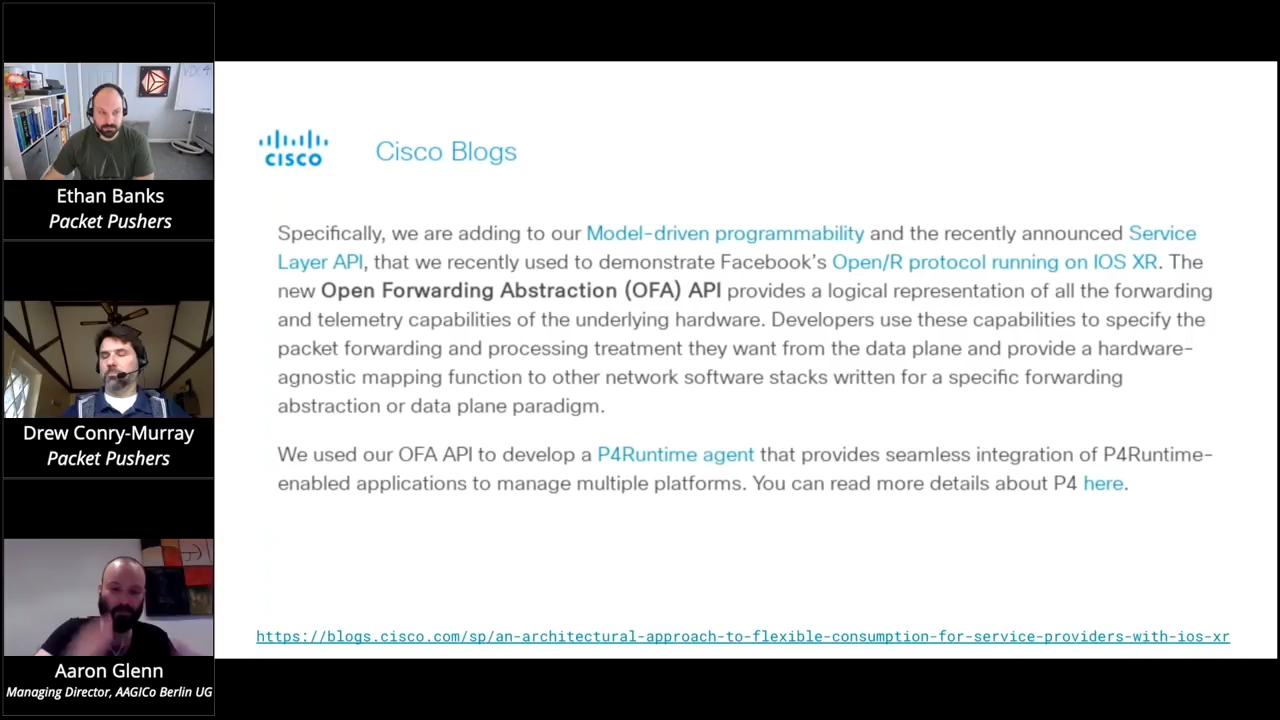 Ethan Banks
Packet Pushers
Drew Conry-Murray
Packet Pushers
Aaron Glenn
Managing Director, AAGICo Berlin UG
CISCO
Cisco Blogs
Specifically, we are adding to our Model-driven programmability and the recently announced Service
Layer API, that we recently used to demonstrate Facebook's Open/R protocol running on IOS XR. The
new Open Forwarding Abstraction (OFA) API provides a logical representation of all the forwarding
and telemetry capabilities of the underlying hardware. Developers use these capabilities to specify the
packet forwarding and processing treatment they want from the data plane and provide a hardware-
agnostic mapping function to other network software stacks written for a specific forwarding
abstraction or data plane paradigm.
We used our OFA API to develop a P4Runtime agent that provides seamless integration of P4Runtime-
enabled applications to manage multiple platforms. You can read more details about P4 here.
https://blogs.cisco.com/sp/an-architectural-approach-to-flexible-consumption-for-service-providers-with-ios-xr